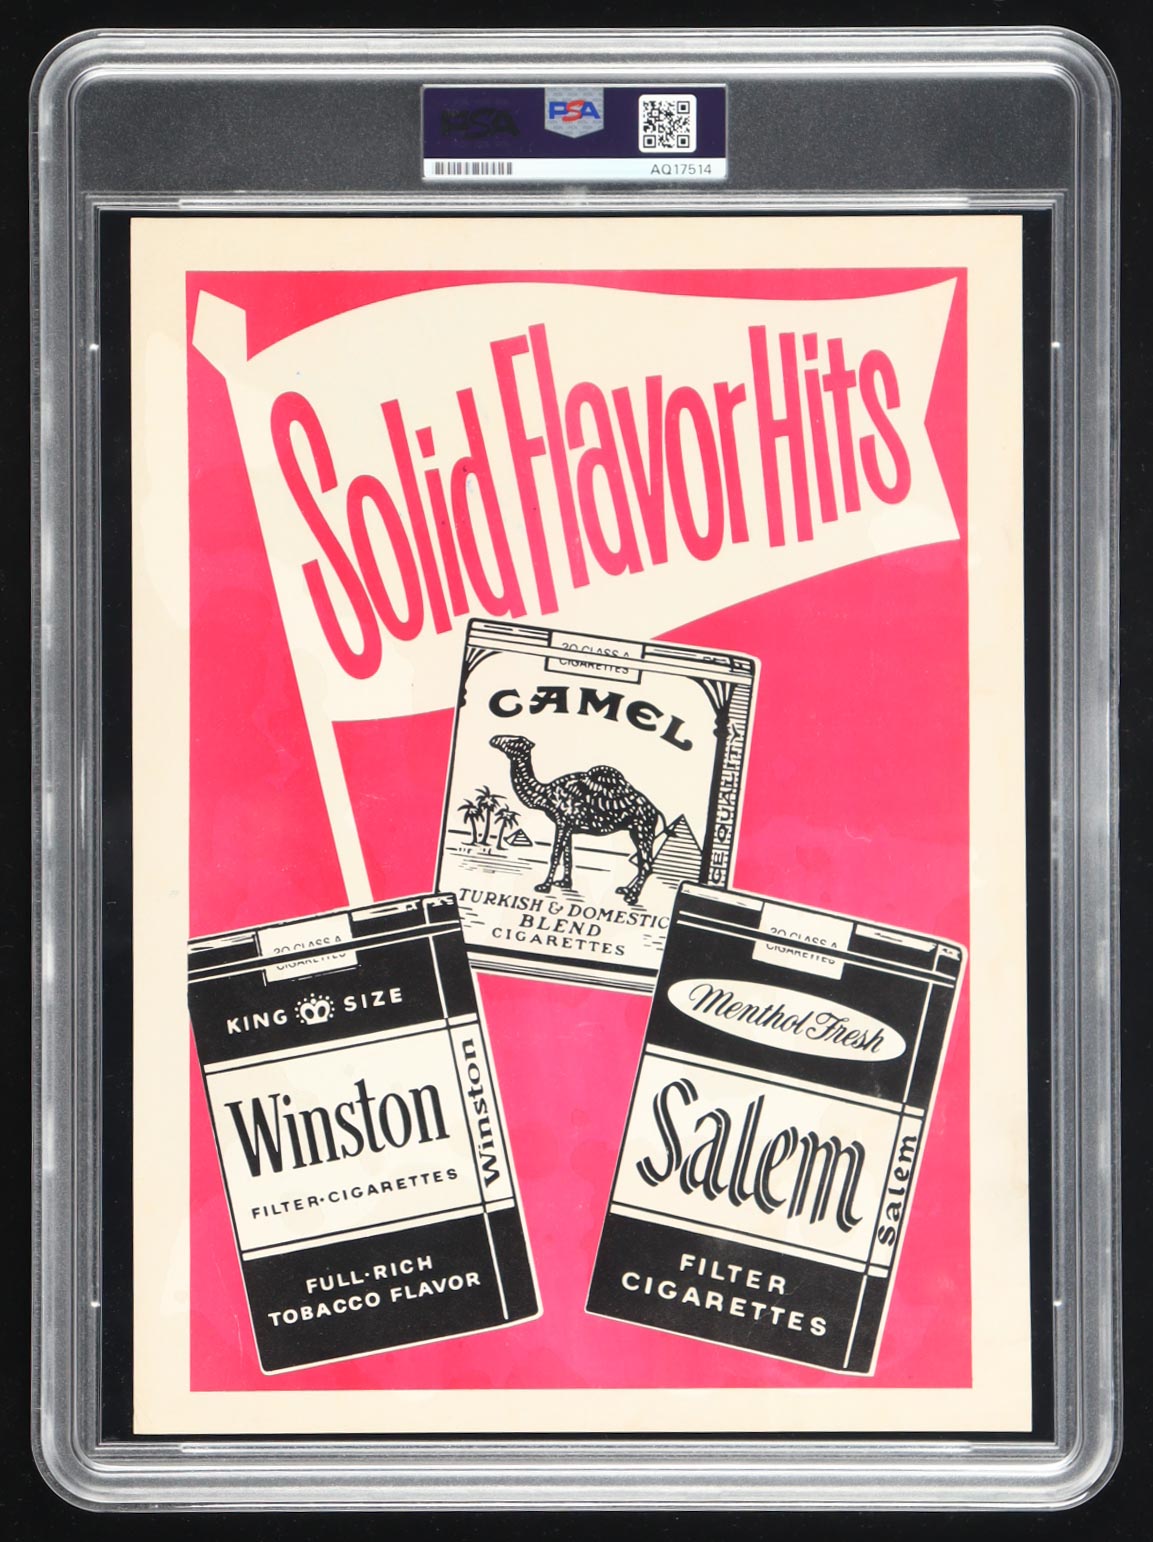 PSA
PSA
AQ17514
Solid Flavor Hits
20 CLASS A
CIGARETTES
CAMEL
TURKISH & DOMESTIC
BLEND
CIGARETTES
20 CLASS A
CIGARETTES
KING SIZE
Winston
FILTER·CIGARETTES
FULL·RICH
TOBACCO FLAVOR
Winston
20 CLASS A
CIGARETTES
Menthol Fresh
Salem
FILTER
CIGARETTES
Salem